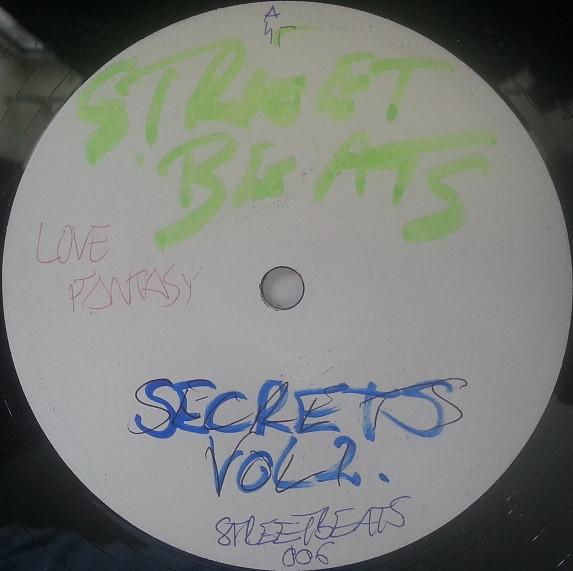 A
STREET
BEATS
LOVE
FANTASY
SECRETS
VOL 2.
STREETBEATS
006